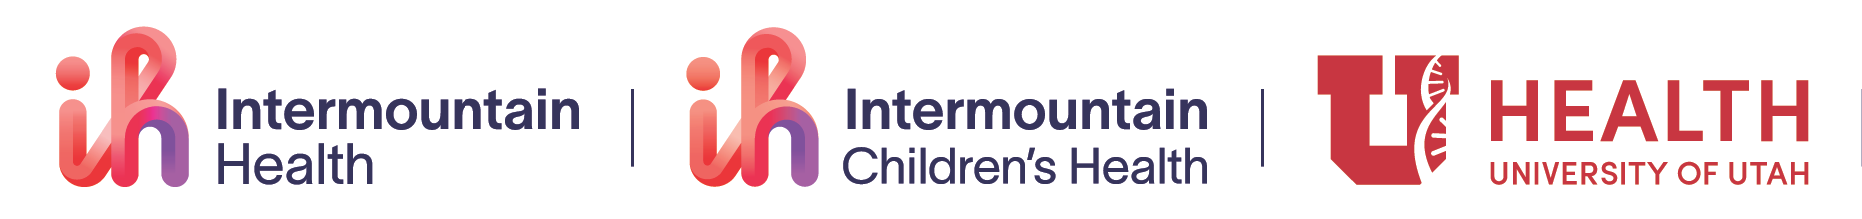 Intermountain
Health
Intermountain
Children's Health
U HEALTH
UNIVERSITY OF UTAH